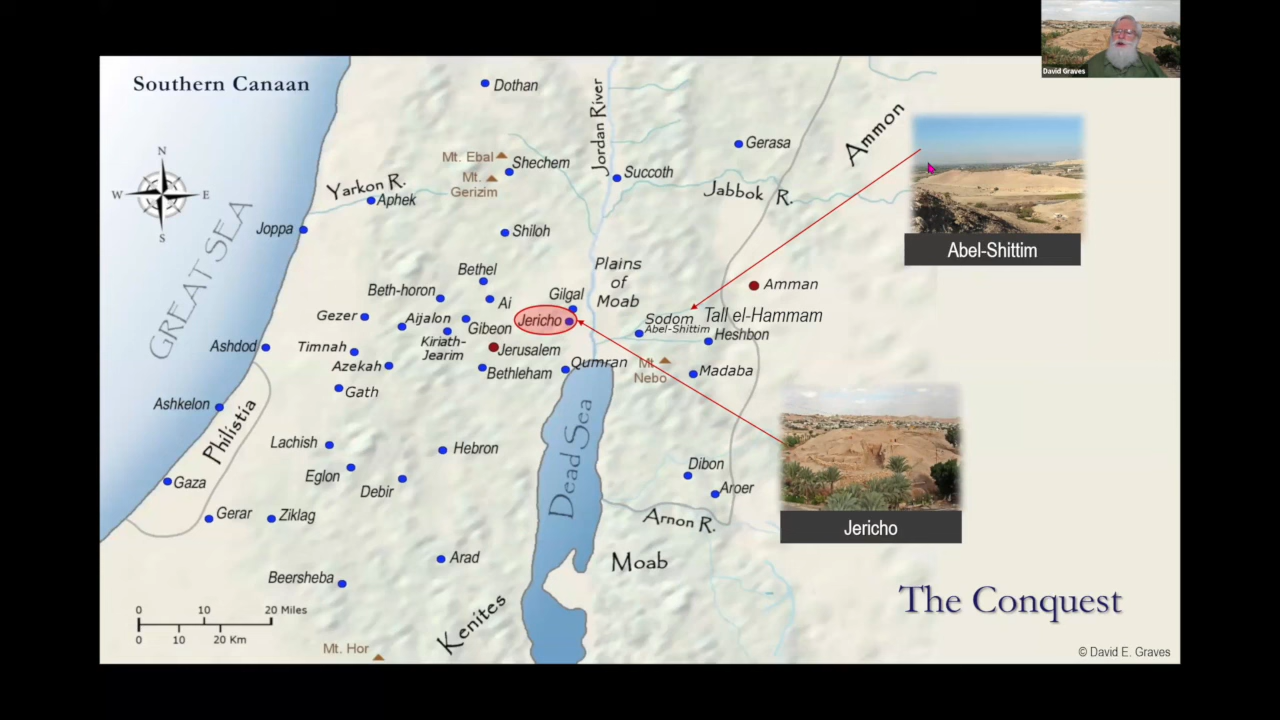 David Graves
Southern Canaan
N
W
E
S
GREAT SEA
Dothan
Jordan River
Mt. Ebal
Shechem
Mt.
Gerizim
Succoth
Gerasa
Ammon
Yarkon R.
Aphek
Jabbok R.
Joppa
Shiloh
Abel-Shittim
Bethel
Plains
of
Moab
Beth-horon
Ai
Gilgal
Amman
Gezer
Aijalon
Gibeon
Jericho
Sodom
Abel-Shittim
Tall el-Hammam
Heshbon
Kiriath-
Jearim
Ashdod
Timnah
Jerusalem
Azekah
Bethleham
Qumran
Mt
Nebo
Madaba
Gath
Ashkelon
Philistia
Dead Sea
Lachish
Hebron
Eglon
Debir
Dibon
Aroer
Gaza
Gerar
Ziklag
Arnon R.
Jericho
Arad
Moab
Beersheba
Kenites
The Conquest
0 10 20 Miles
0 10 20 Km
Mt. Hor
© David E. Graves